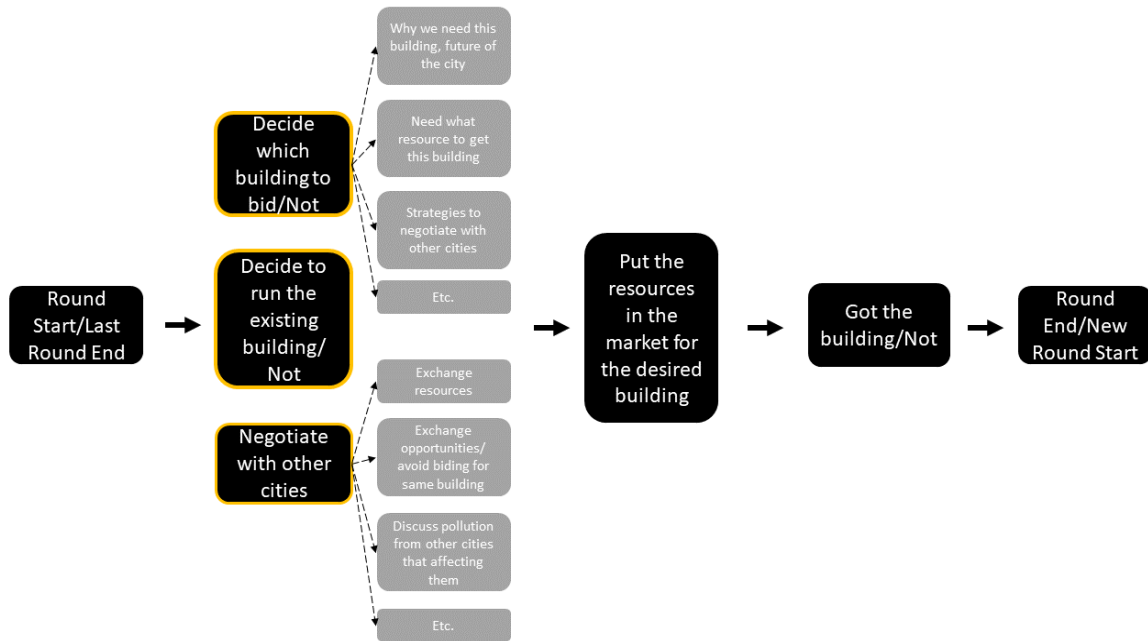 Round
Start/Last
Round End
Decide
which
building to
bid/Not
Why we need this
building, future of
the city
Need what
resource to get
this building
Strategies to
negotiate with
other cities
Etc.
Decide to
run the
existing
building/
Not
Negotiate
with other
cities
Exchange
resources
Exchange
opportunities/
avoid biding for
same building
Discuss pollution
from other cities
that affecting
them
Etc.
Put the
resources
in the
market for
the desired
building
Got the
building/Not
Round
End/New
Round Start